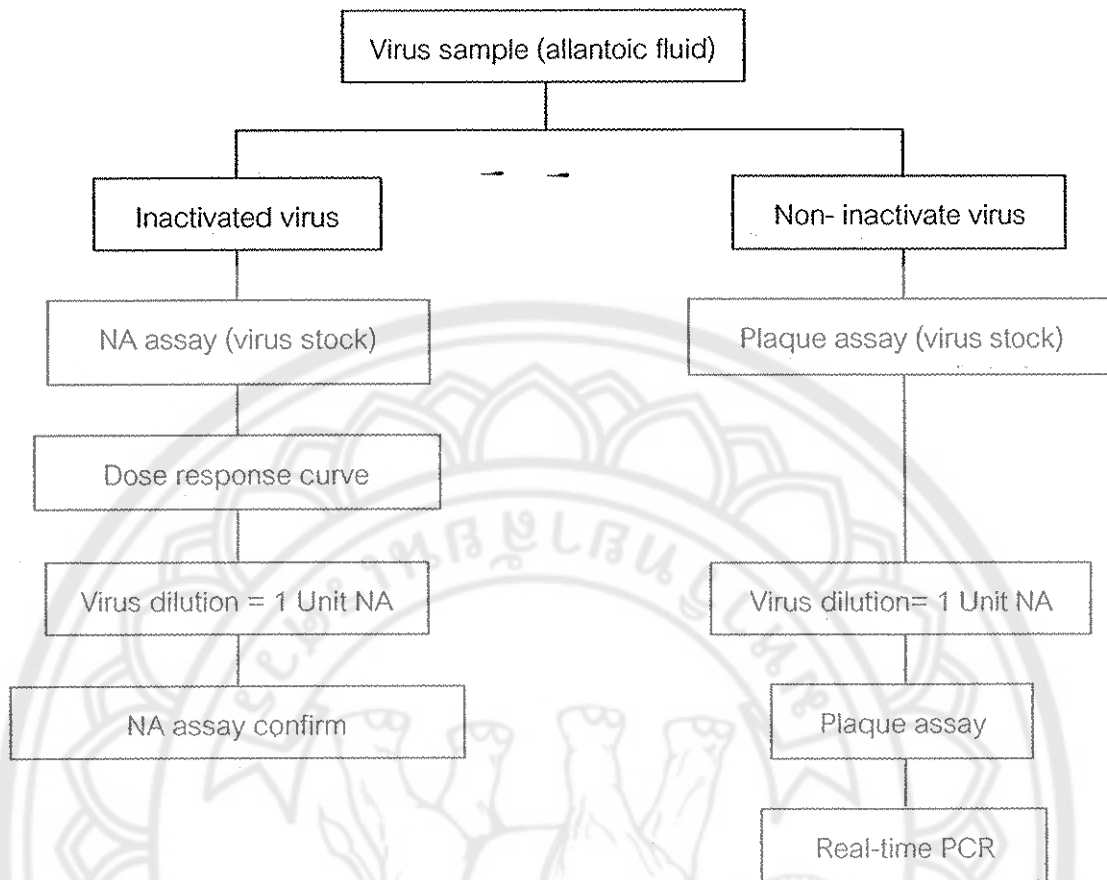 Virus sample (allantoic fluid)
Inactivated virus
Non- inactivate virus
NA assay (virus stock)
Plaque assay (virus stock)
Dose response curve
Virus dilution = 1 Unit NA
Virus dilution= 1 Unit NA
NA assay confirm
Plaque assay
Real-time PCR